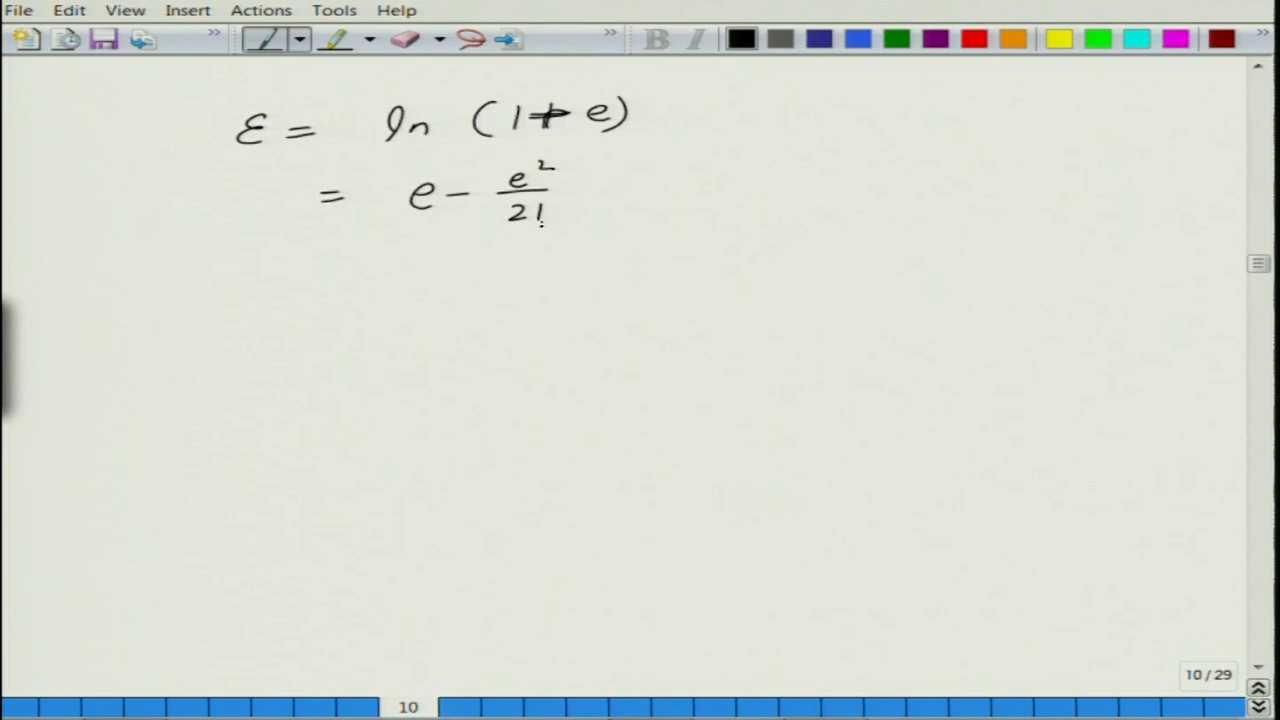 File Edit View Insert Actions Tools Help
B I
ε = ln (1+e)
= e - e²/2!
10 / 29
10